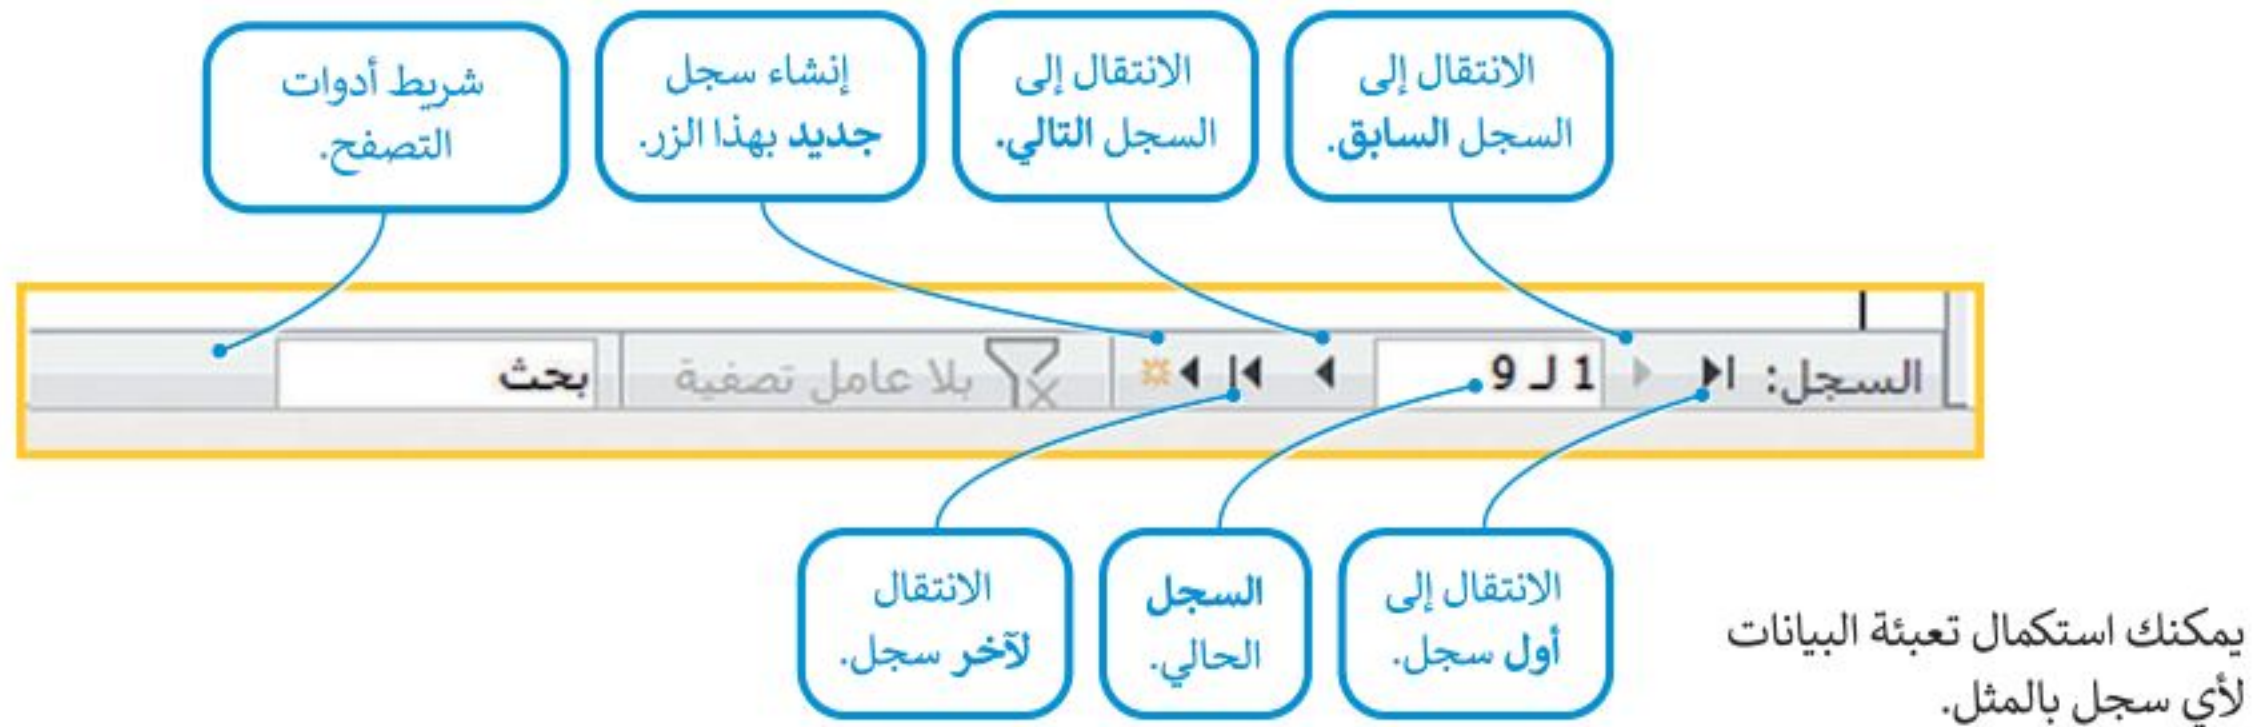 الانتقال إلى
السجل السابق.
الانتقال إلى
السجل التالي.
إنشاء سجل
جديد بهذا الزر.
شريط أدوات
التصفح.
السجل: 1 لـ 9 بلا عامل تصفية بحث
الانتقال إلى
أول سجل.
السجل
الحالي.
الانتقال
لآخر سجل.
يمكنك استكمال تعبئة البيانات
لأي سجل بالمثل.